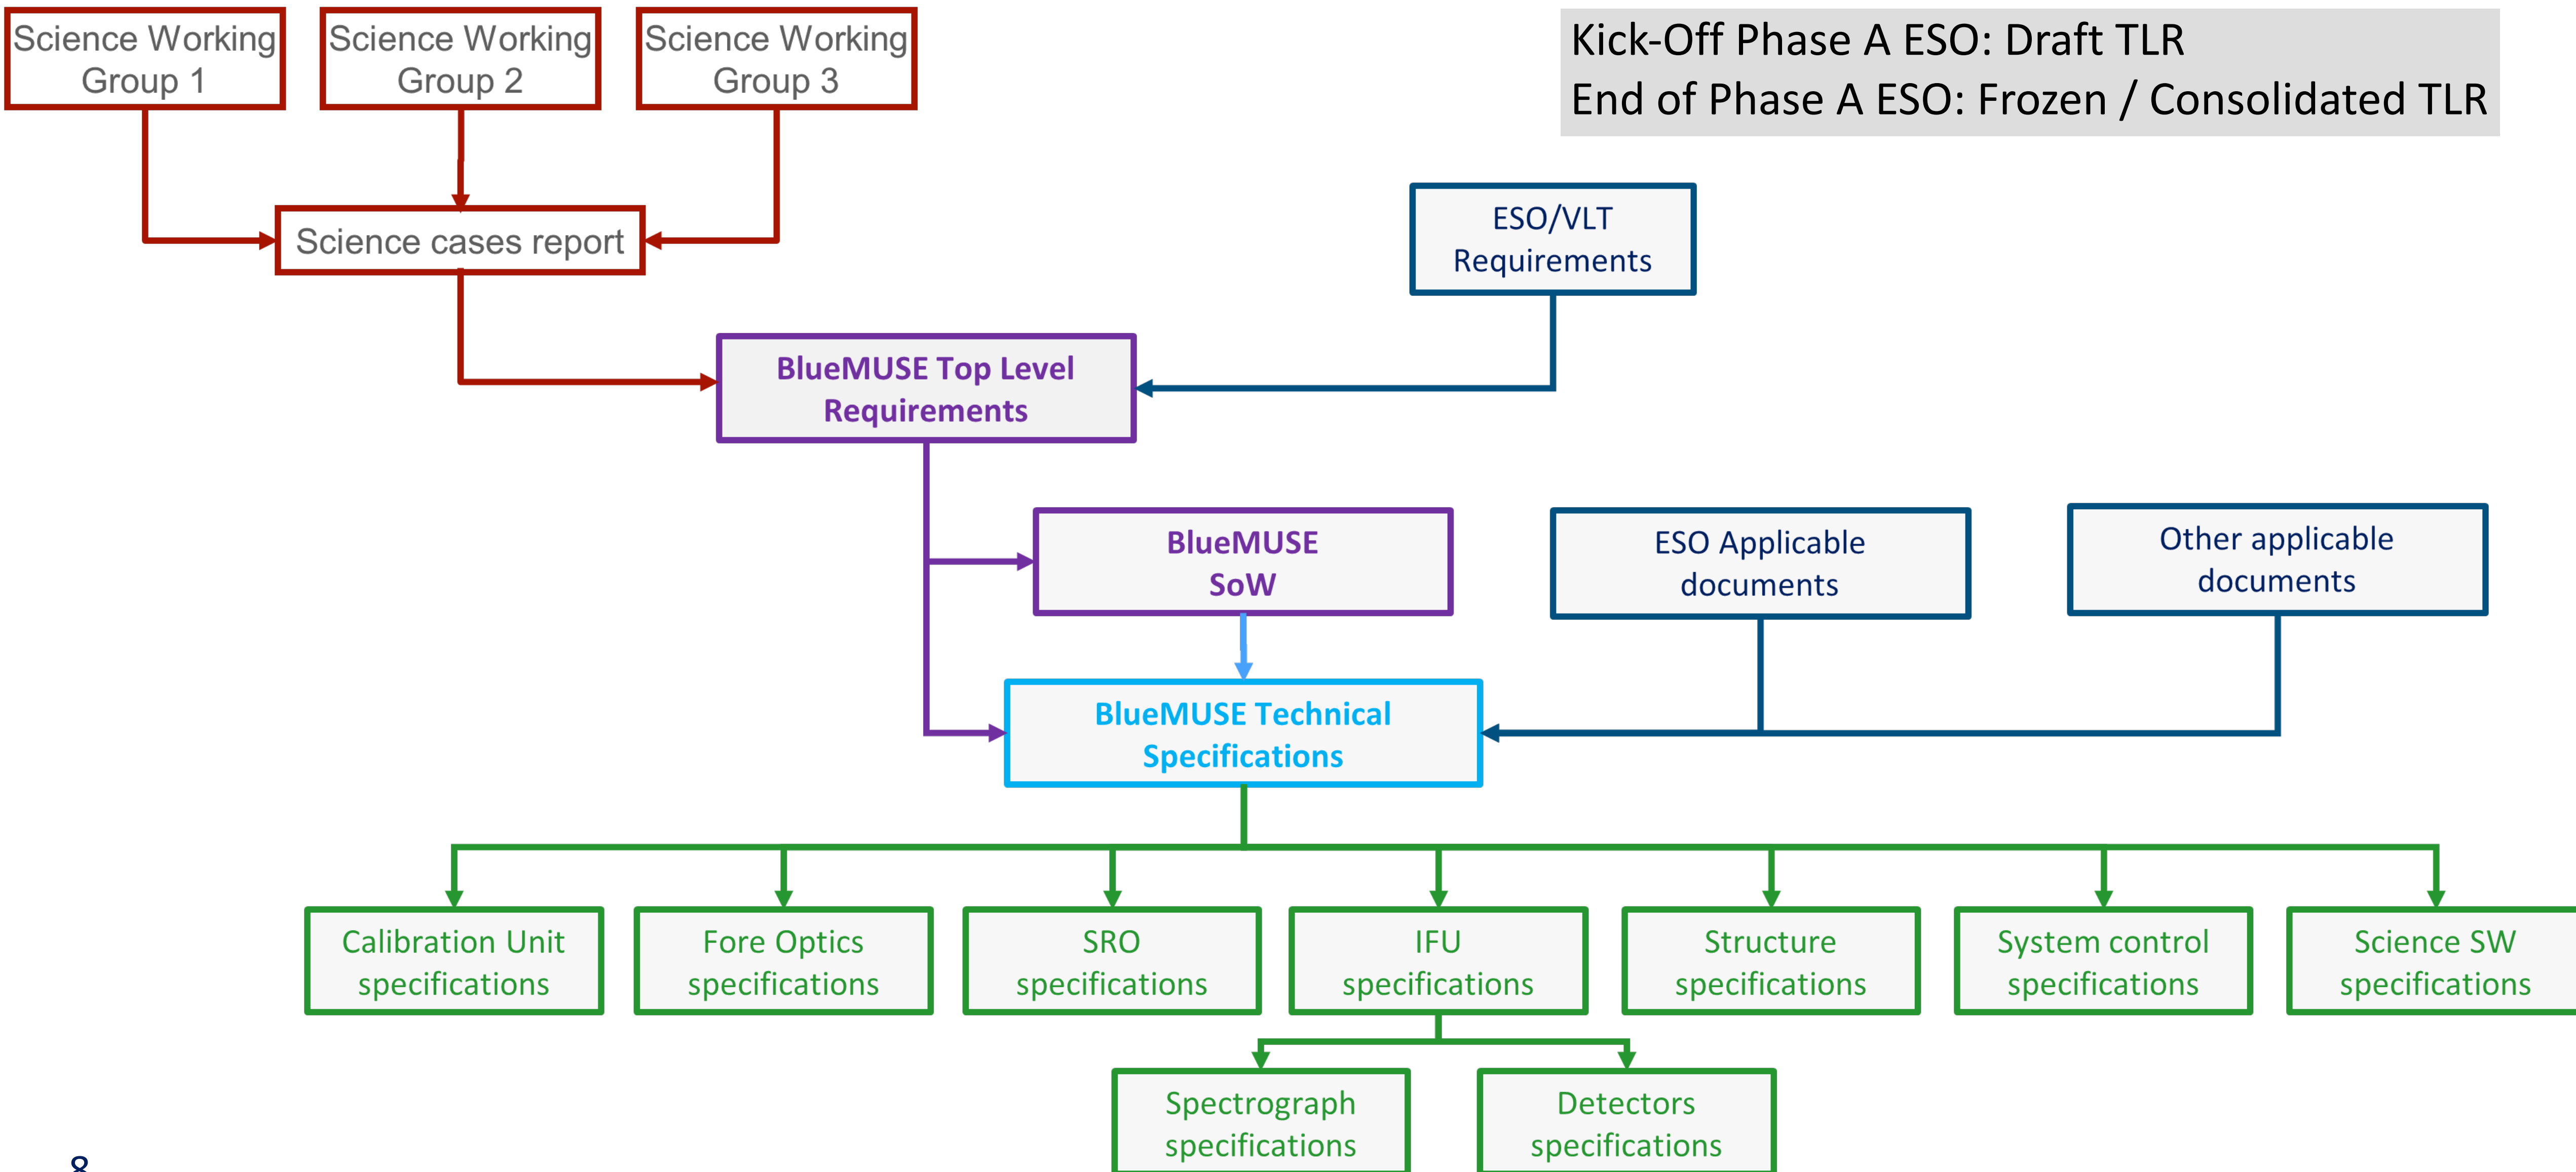 Science Working
Group 1
Science Working
Group 2
Science Working
Group 3
Kick-Off Phase A ESO: Draft TLR
End of Phase A ESO: Frozen / Consolidated TLR
Science cases report
ESO/VLT
Requirements
BlueMUSE Top Level
Requirements
BlueMUSE
SoW
ESO Applicable
documents
Other applicable
documents
BlueMUSE Technical
Specifications
Calibration Unit
specifications
Fore Optics
specifications
SRO
specifications
IFU
specifications
Structure
specifications
System control
specifications
Science SW
specifications
Spectrograph
specifications
Detectors
specifications
8